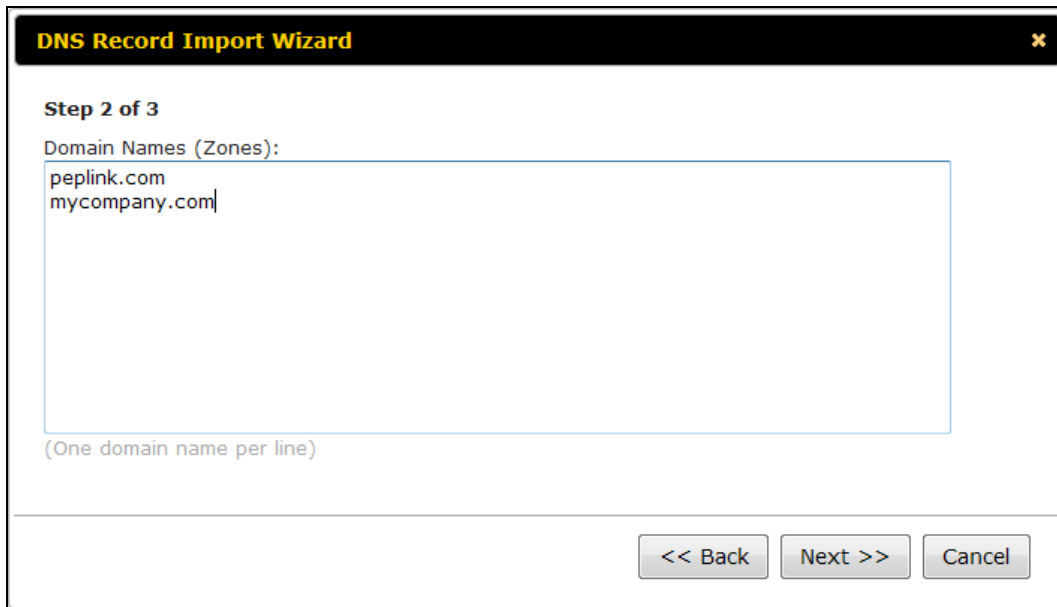 DNS Record Import Wizard
Step 2 of 3
Domain Names (Zones):
peplink.com
mycompany.com
(One domain name per line)
<< Back Next >> Cancel